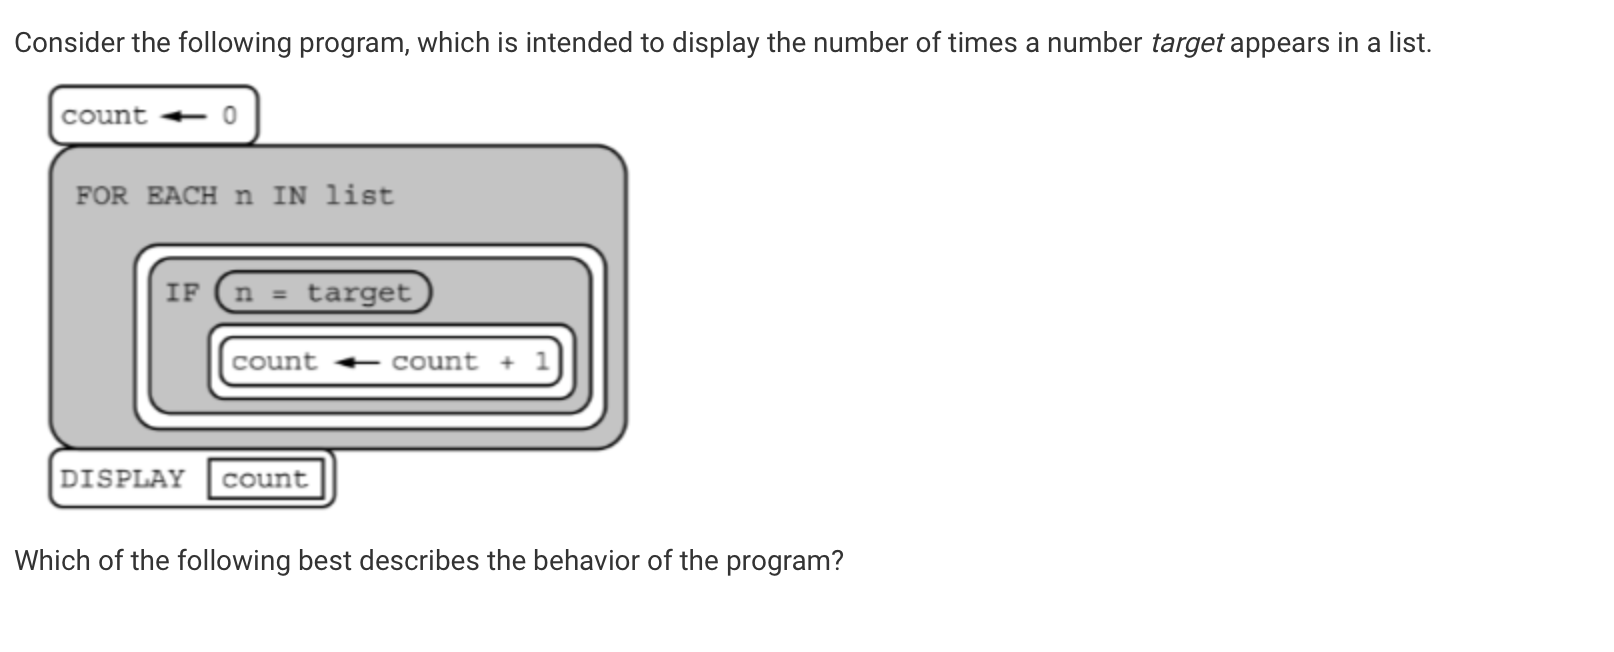 Consider the following program, which is intended to display the number of times a number target appears in a list.
count ← 0
FOR EACH n IN list
IF n = target
count ← count + 1
DISPLAY count
Which of the following best describes the behavior of the program?